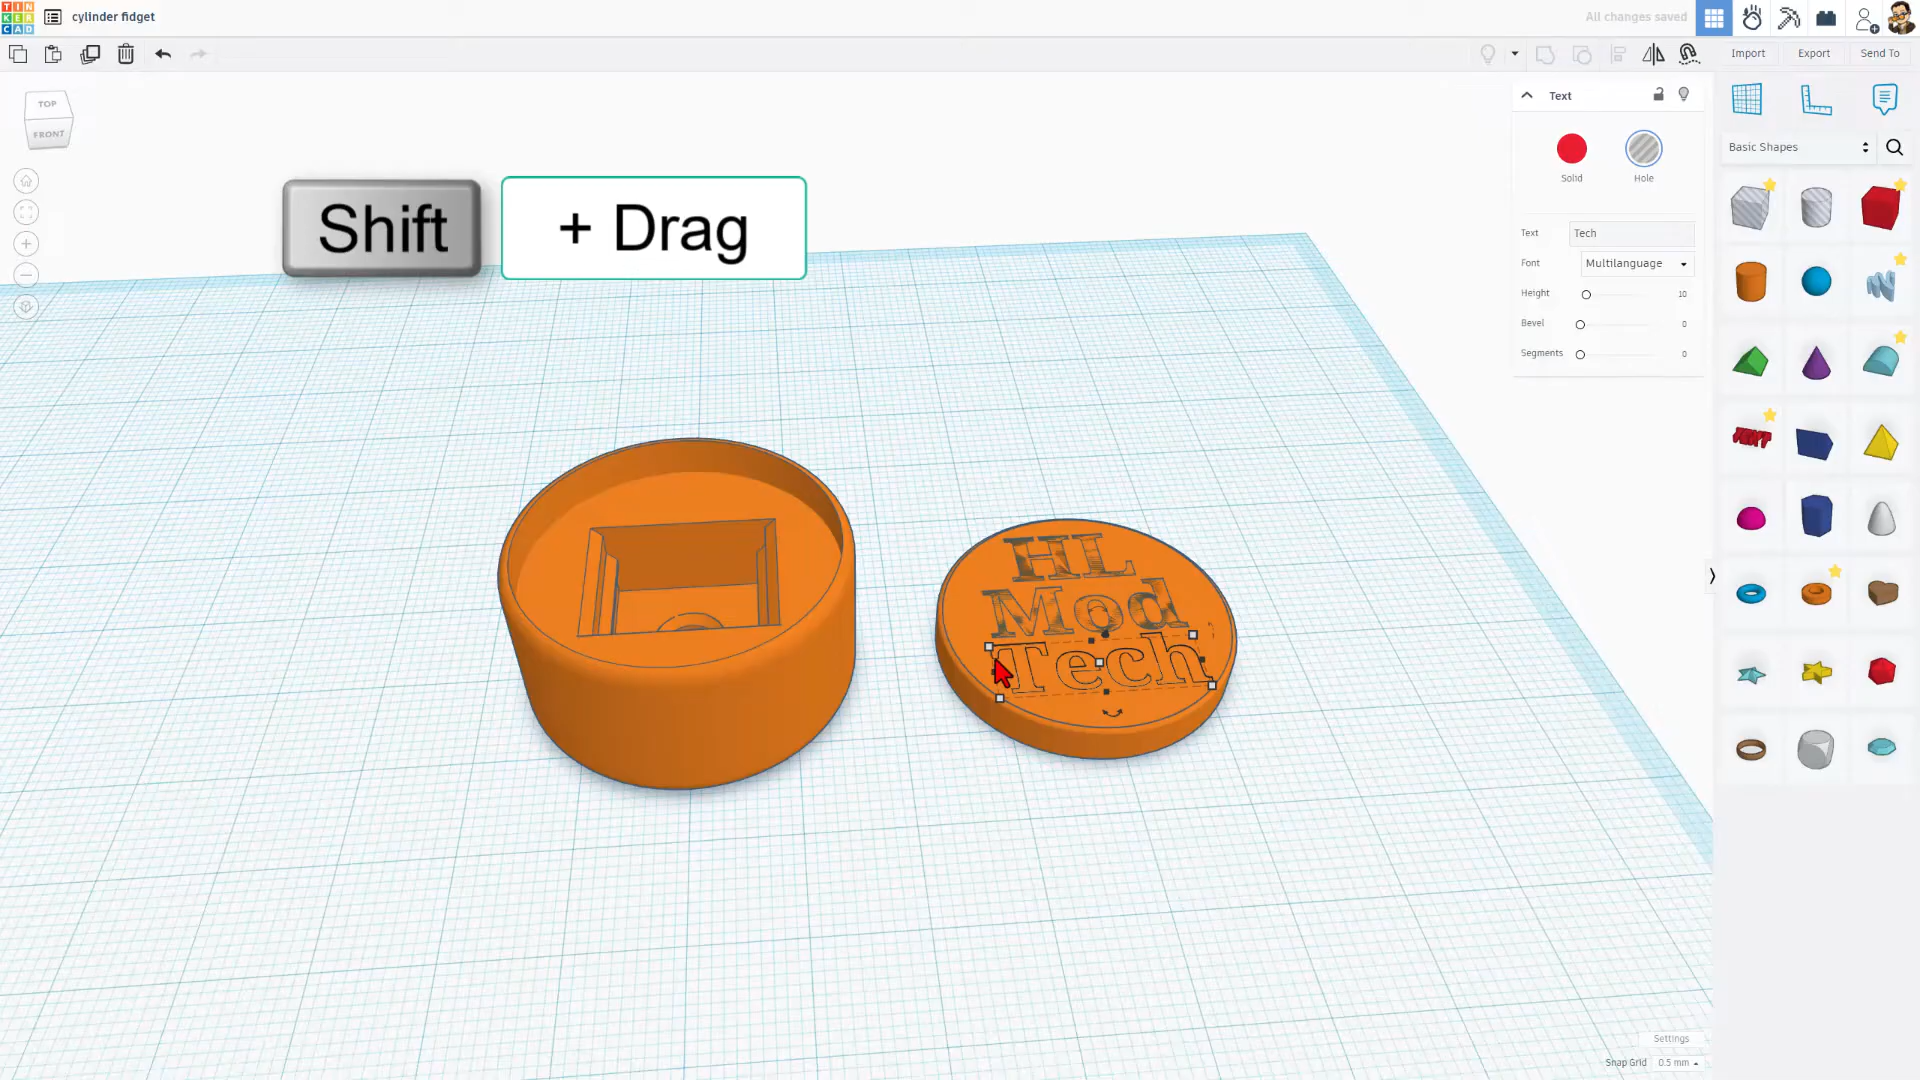 TIN
KER
CAD
cylinder fidget
All changes saved
Import
Export
Send To
TOP
FRONT
Shift
+ Drag
Text
Solid
Hole
Text
Tech
Font
Multilanguage
Height
10
Bevel
0
Segments
0
Basic Shapes
TEXT
HL
Mod
Tech
Settings
Snap Grid
0.5 mm